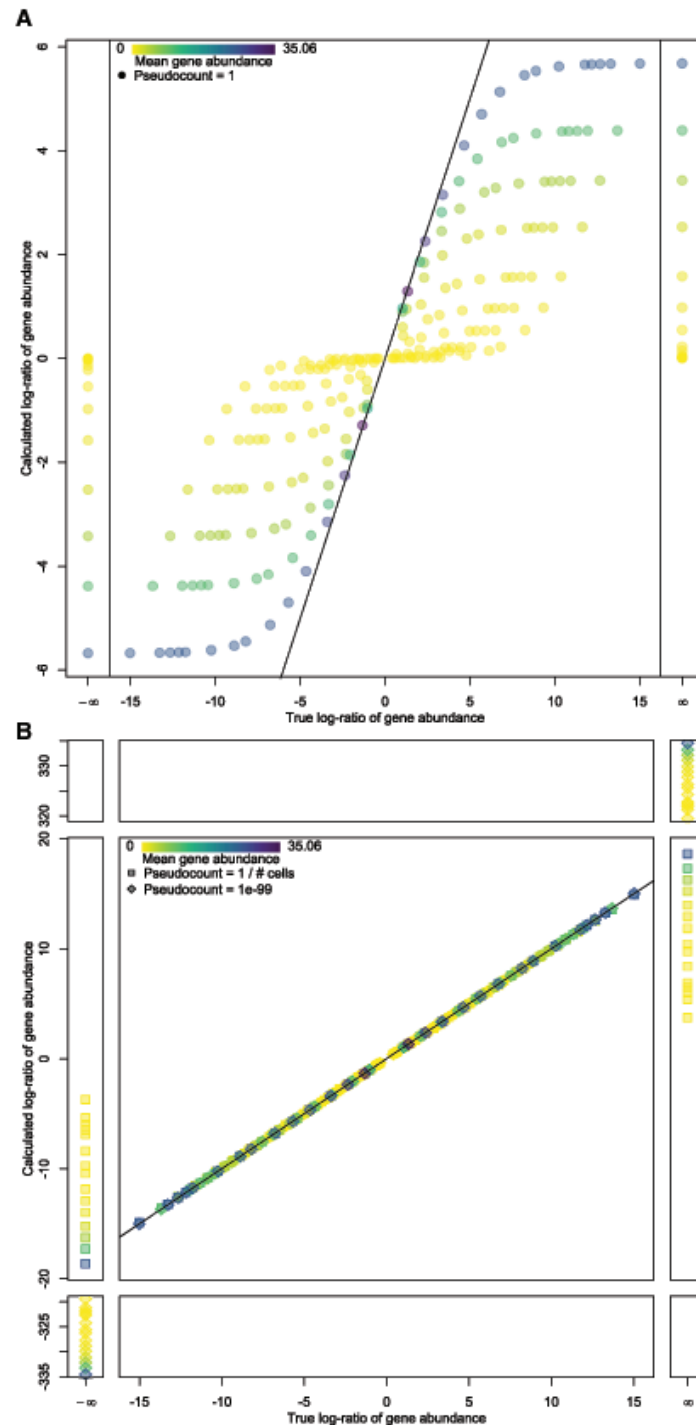 A
0 35.06
Mean gene abundance
Pseudocount = 1
6
4
2
0
-2
-4
-6
Calculated log-ratio of gene abundance
-∞ -15 -10 -5 0 5 10 15 ∞
True log-ratio of gene abundance
B
330
320
0 35.06
Mean gene abundance
Pseudocount = 1 / # cells
Pseudocount = 1e-99
20
10
0
-10
-20
Calculated log-ratio of gene abundance
-325
-335
-∞ -15 -10 -5 0 5 10 15 ∞
True log-ratio of gene abundance